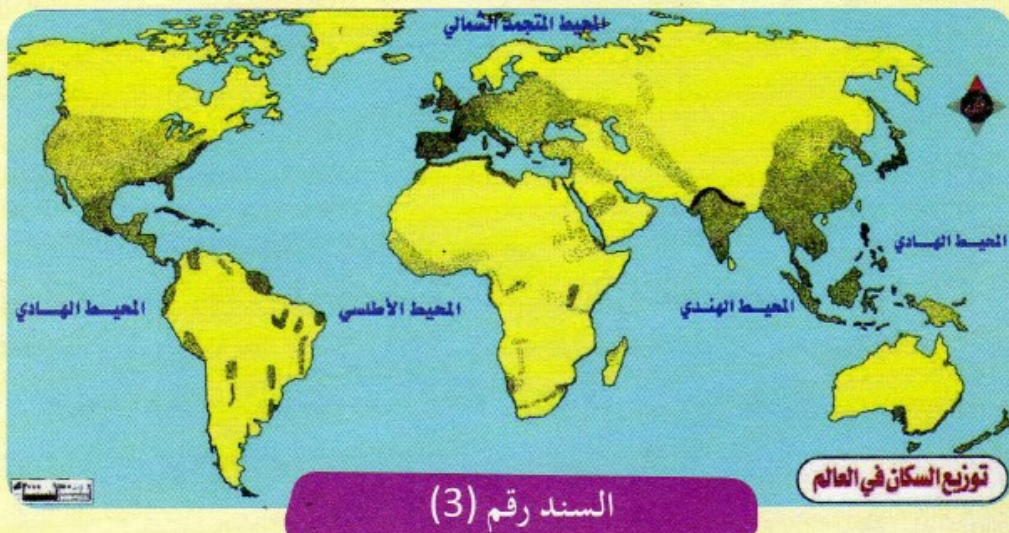 المحيط المتجمد الشمالي
المحيط الهادي
المحيط الأطلسي
المحيط الهندي
المحيط الهادي
توزيع السكان في العالم
السند رقم (3)